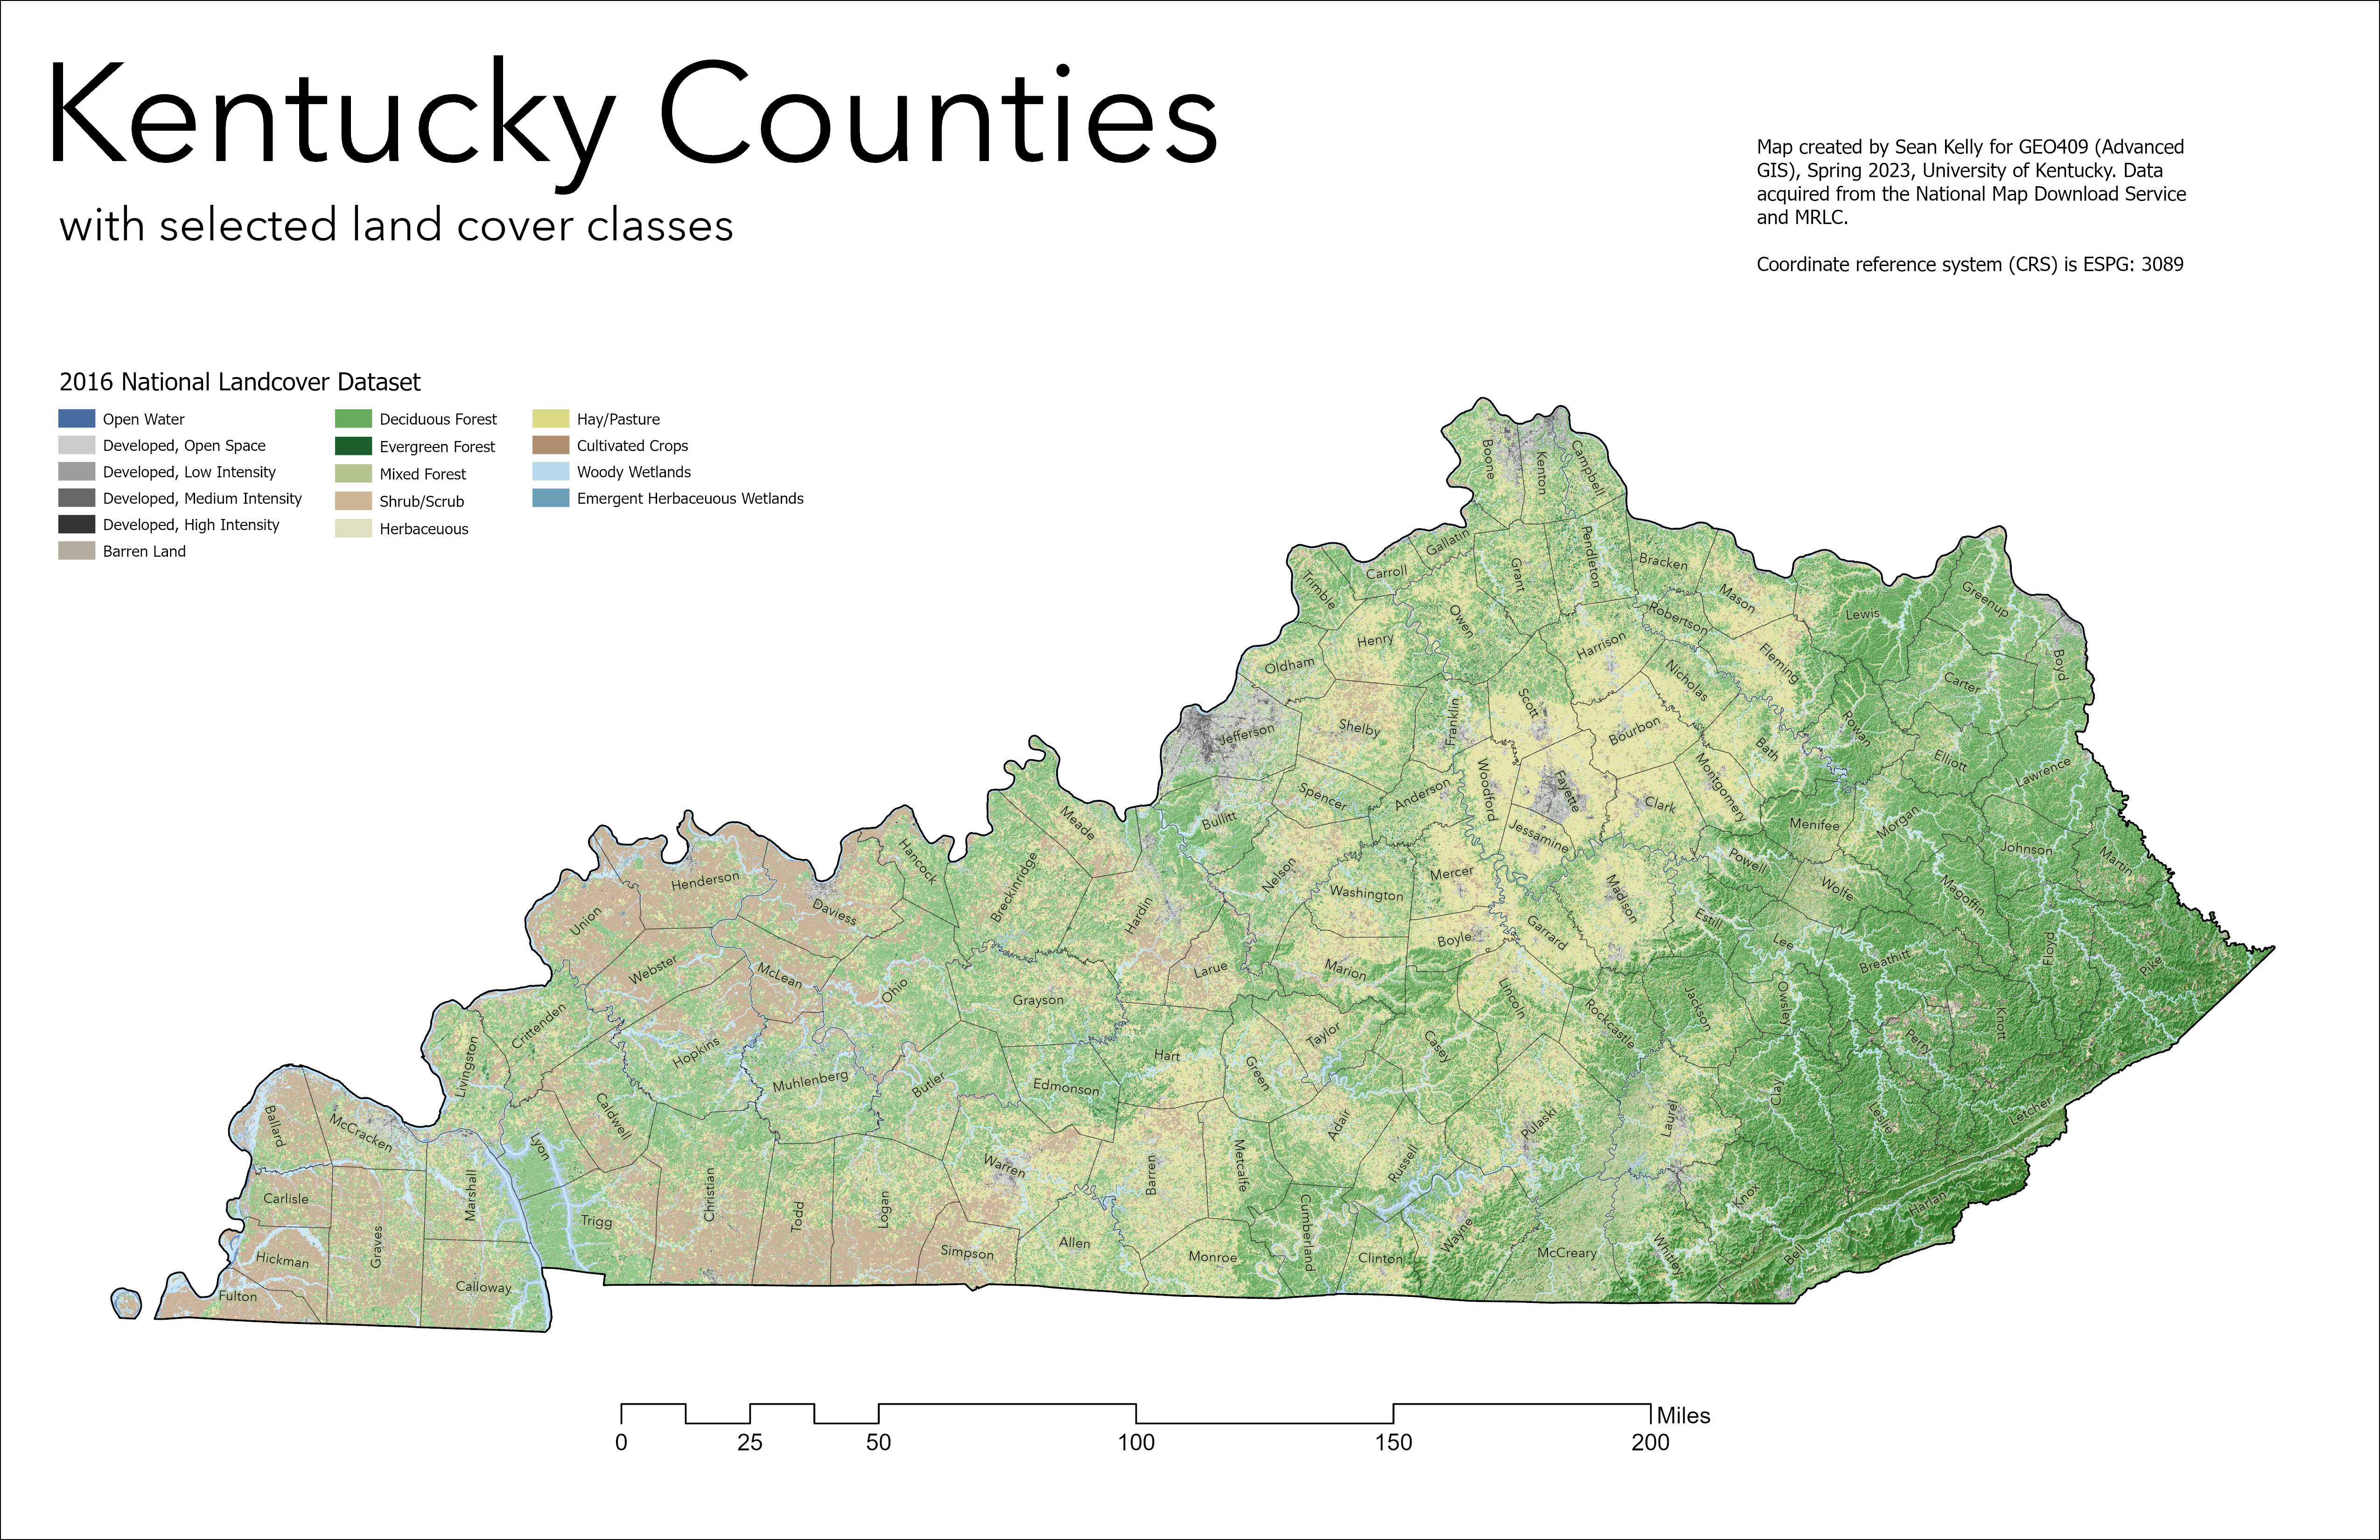 Kentucky Counties
with selected land cover classes
Map created by Sean Kelly for GEO409 (Advanced
GIS), Spring 2023, University of Kentucky. Data
acquired from the National Map Download Service
and MRLC.
Coordinate reference system (CRS) is ESPG: 3089
2016 National Landcover Dataset
Open Water
Developed, Open Space
Developed, Low Intensity
Developed, Medium Intensity
Developed, High Intensity
Barren Land
Deciduous Forest
Evergreen Forest
Mixed Forest
Shrub/Scrub
Herbaceuous
Hay/Pasture
Cultivated Crops
Woody Wetlands
Emergent Herbaceuous Wetlands
Boone
Kenton
Campbell
Gallatin
Carroll
Trimble
Grant
Pendleton
Bracken
Mason
Robertson
Lewis
Greenup
Owen
Henry
Oldham
Harrison
Nicholas
Fleming
Carter
Boyd
Scott
Franklin
Shelby
Jefferson
Bourbon
Bath
Rowan
Elliott
Lawrence
Montgomery
Woodford
Fayette
Clark
Anderson
Spencer
Bullitt
Meade
Menifee
Morgan
Johnson
Martin
Jessamine
Powell
Wolfe
Magoffin
Hancock
Breckinridge
Henderson
Daviess
Union
Hardin
Nelson
Washington
Mercer
Madison
Garrard
Boyle
Estill
Lee
Breathitt
Floyd
Pike
Webster
McLean
Ohio
Grayson
Larue
Marion
Lincoln
Rockcastle
Jackson
Owsley
Knott
Perry
Crittenden
Livingston
Hopkins
Muhlenberg
Butler
Edmonson
Hart
Green
Taylor
Casey
Pulaski
Laurel
Clay
Leslie
Letcher
Ballard
McCracken
Caldwell
Lyon
Warren
Barren
Metcalfe
Adair
Russell
Knox
Harlan
Carlisle
Graves
Marshall
Trigg
Christian
Todd
Logan
Simpson
Allen
Monroe
Cumberland
Clinton
Wayne
McCreary
Whitley
Bell
Hickman
Fulton
Calloway
Miles
0 25 50 100 150 200